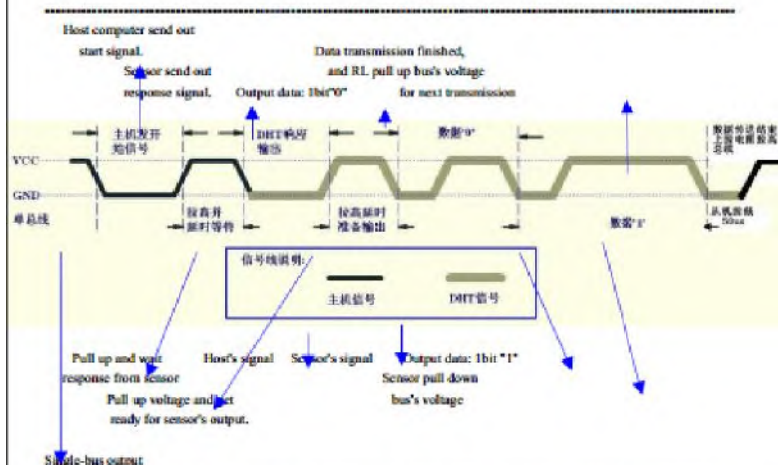 Host computer send out
start signal.
Sensor send out
response signal.
Output data: 1bit"0"
Data transmission finished,
and RL pull up bus's voltage
for next transmission
主机发开
始信号
DHT响应
输出
数据"0"
数据传送结束
VCC
GND
单总线
拉高并
延时等待
拉高延时
准备输出
数据"1"
从机拉低
50us
信号线说明:
主机信号
DHT信号
Pull up and wait
response from sensor
Host's signal
Sensor's signal
Output data: 1bit "1"
Pull up voltage and get
ready for sensor's output.
Sensor pull down
bus's voltage
Single-bus output